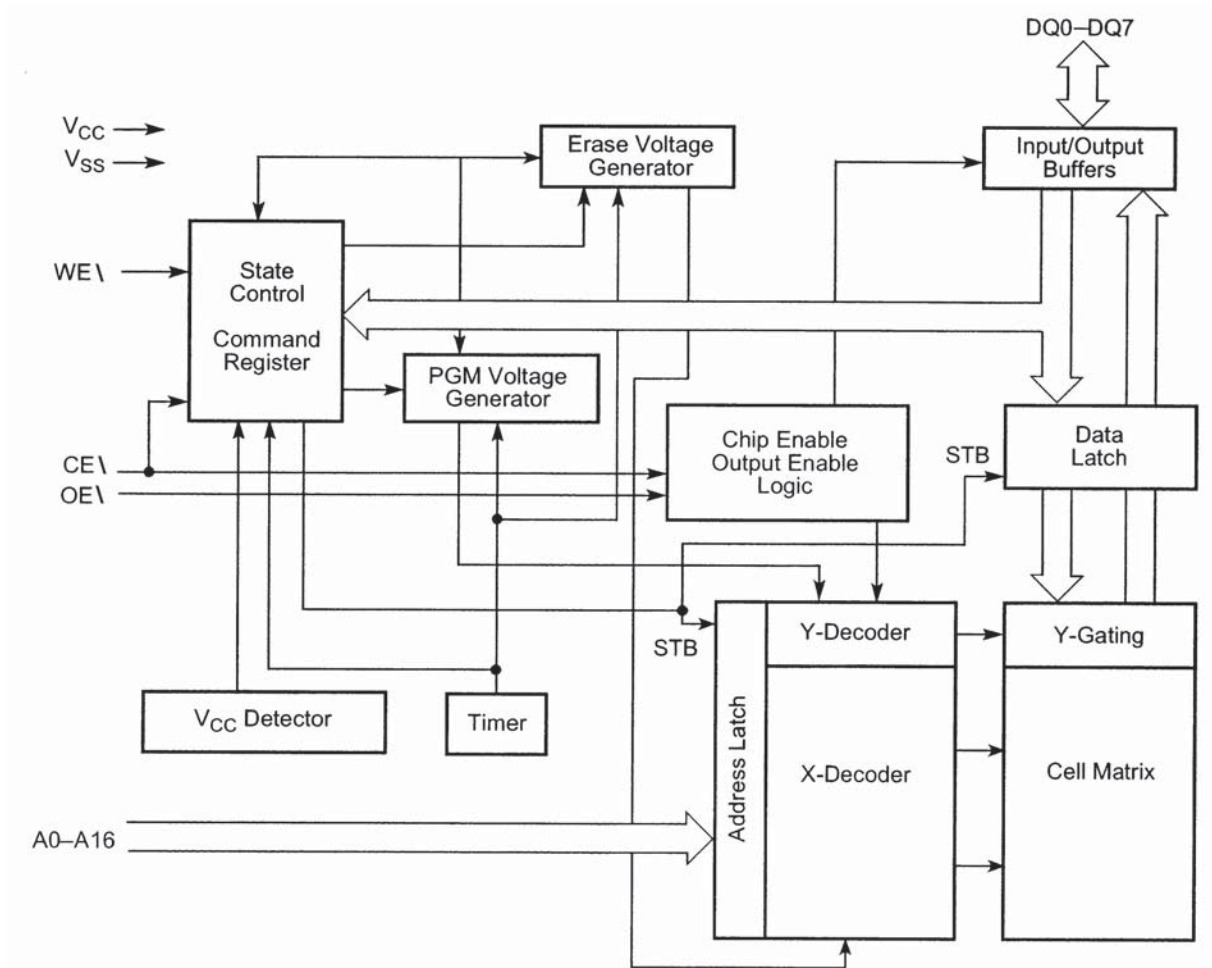 DQ0–DQ7
VCC
VSS
Erase Voltage
Generator
Input/Output
Buffers
WE\
State
Control
Command
Register
PGM Voltage
Generator
Chip Enable
Output Enable
Logic
STB
Data
Latch
CE\
OE\
STB
Address Latch
Y-Decoder
Y-Gating
VCC Detector
Timer
X-Decoder
Cell Matrix
A0–A16